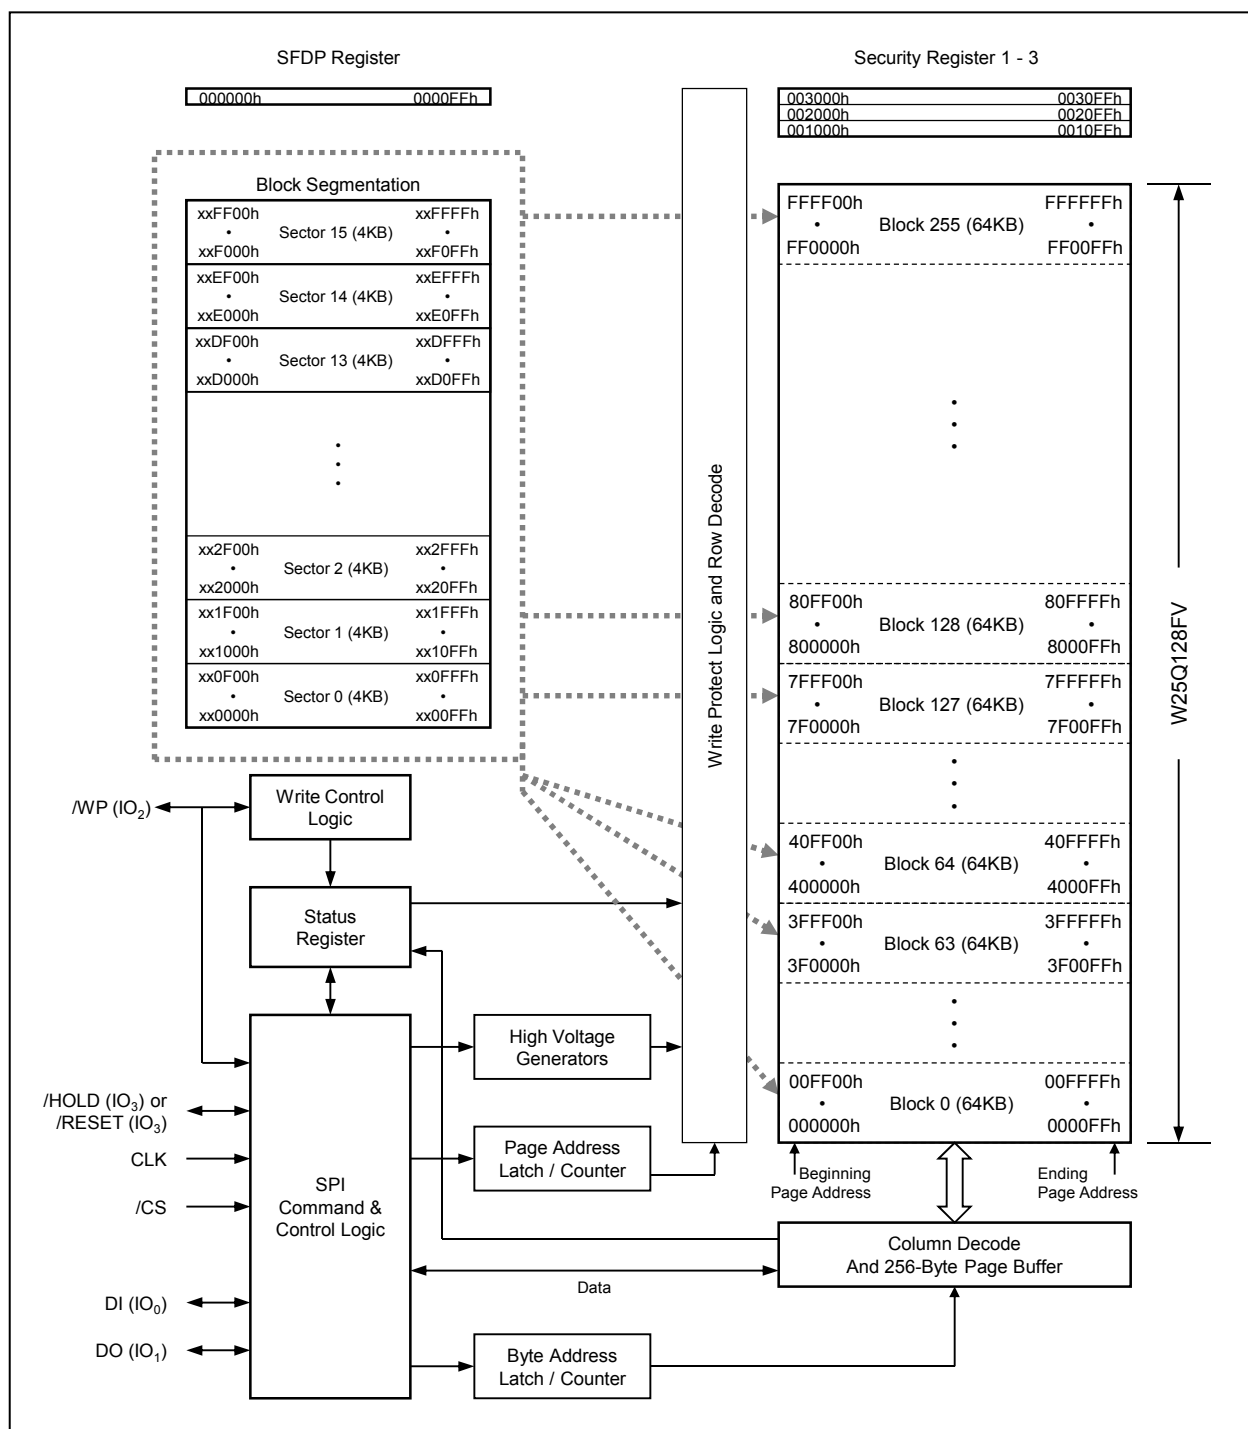 SFDP Register
000000h 0000FFh
Security Register 1 - 3
003000h 0030FFh
002000h 0020FFh
001000h 0010FFh
Block Segmentation
xxFF00h xxFFFFh
• Sector 15 (4KB) •
xxF000h xxF0FFh
xxEF00h xxEFFFh
• Sector 14 (4KB) •
xxE000h xxE0FFh
xxDF00h xxDFFFh
• Sector 13 (4KB) •
xxD000h xxD0FFh
xx2F00h xx2FFFh
• Sector 2 (4KB) •
xx2000h xx20FFh
xx1F00h xx1FFFh
• Sector 1 (4KB) •
xx1000h xx10FFh
xx0F00h xx0FFFh
• Sector 0 (4KB) •
xx0000h xx00FFh
Write Protect Logic and Row Decode
FFFF00h FFFFFFh
• Block 255 (64KB) •
FF0000h FF00FFh
80FF00h 80FFFFh
• Block 128 (64KB) •
800000h 8000FFh
7FFF00h 7FFFFFh
• Block 127 (64KB) •
7F0000h 7F00FFh
40FF00h 40FFFFh
• Block 64 (64KB) •
400000h 4000FFh
3FFF00h 3FFFFFh
• Block 63 (64KB) •
3F0000h 3F00FFh
00FF00h 00FFFFh
• Block 0 (64KB) •
000000h 0000FFh
W25Q128FV
Beginning
Page Address
Ending
Page Address
/WP (IO2)
Write Control
Logic
Status
Register
High Voltage
Generators
/HOLD (IO3) or
/RESET (IO3)
CLK
/CS
Page Address
Latch / Counter
SPI
Command &
Control Logic
Column Decode
And 256-Byte Page Buffer
Data
DI (IO0)
DO (IO1)
Byte Address
Latch / Counter